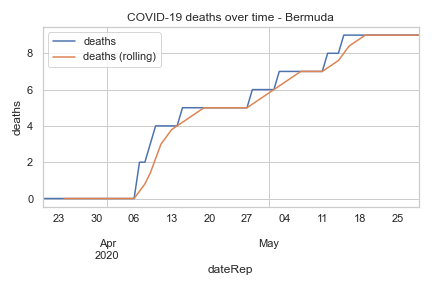 COVID-19 deaths over time - Bermuda
deaths
deaths (rolling)
8
6
4
2
0
deaths
23 30 06 13 20 27 04 11 18 25
Apr May
2020
dateRep